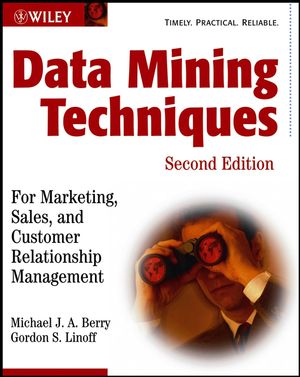 WILEY
TIMELY. PRACTICAL. RELIABLE.
Data Mining
Techniques
Second Edition
For Marketing,
Sales, and
Customer
Relationship
Management
Michael J. A. Berry
Gordon S. Linoff